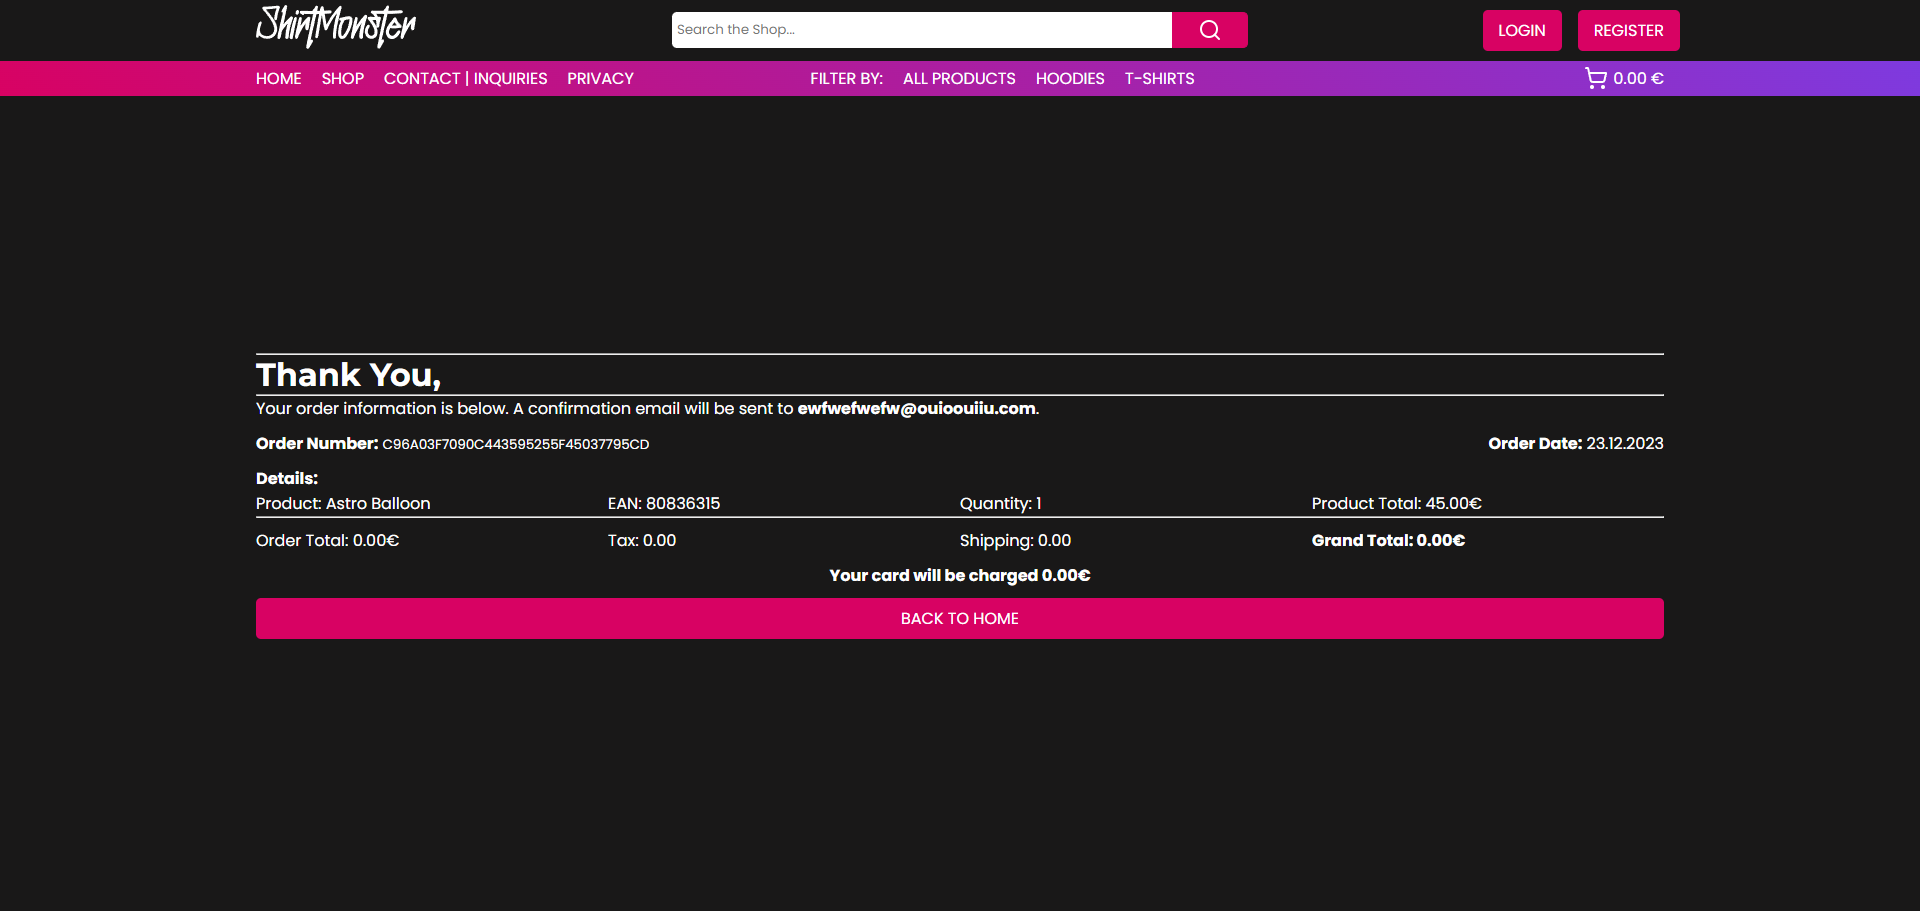 ShirtMonster
Search the Shop...
LOGIN
REGISTER
HOME SHOP CONTACT | INQUIRIES PRIVACY
FILTER BY: ALL PRODUCTS HOODIES T-SHIRTS
0.00 €
Thank You,
Your order information is below. A confirmation email will be sent to ewfwefwefw@ouioouiiu.com.
Order Number: C96A03F7090C443595255F45037795CD
Order Date: 23.12.2023
Details:
Product: Astro Balloon EAN: 80836315 Quantity: 1 Product Total: 45.00€
Order Total: 0.00€ Tax: 0.00 Shipping: 0.00 Grand Total: 0.00€
Your card will be charged 0.00€
BACK TO HOME